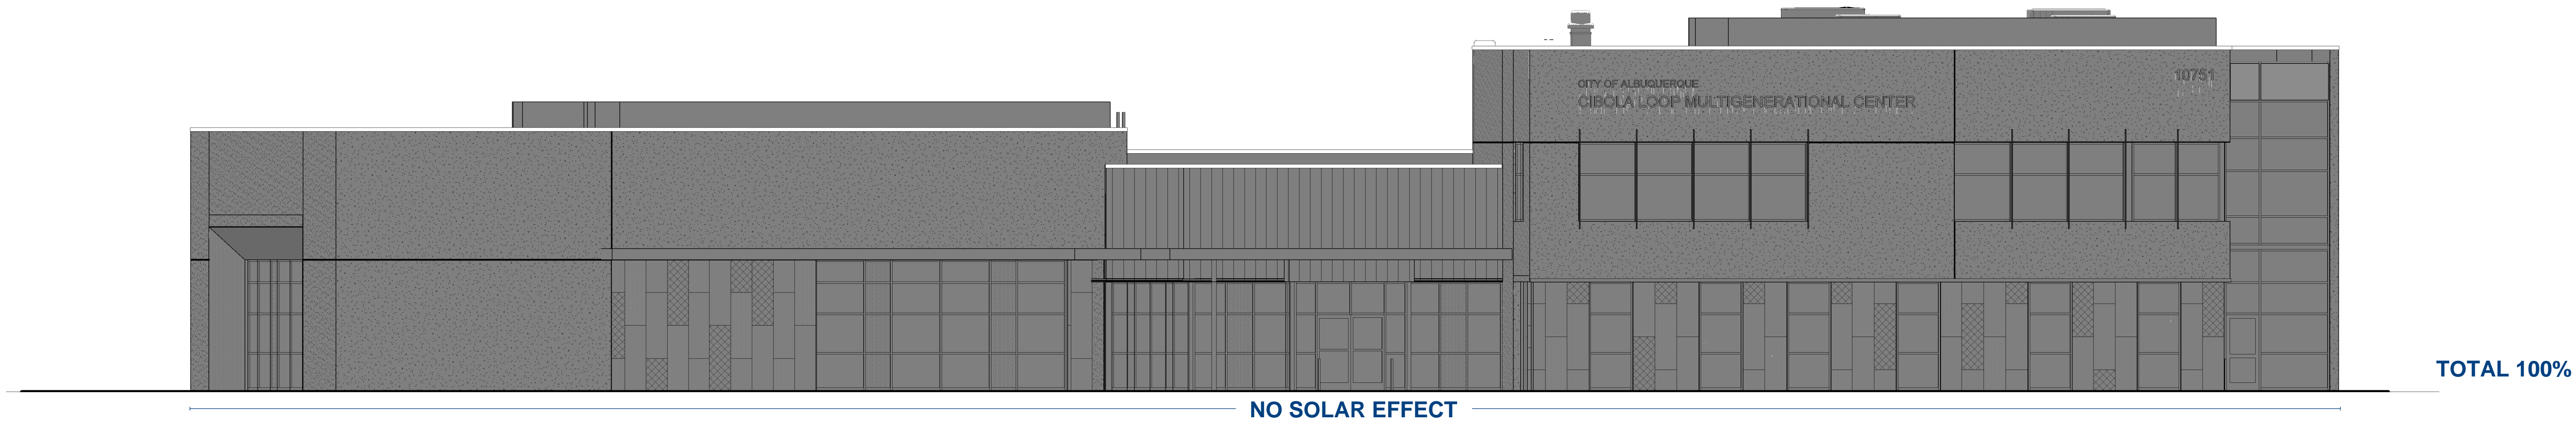 CITY OF ALBUQUERQUE
CIBOLA LOOP MULTIGENERATIONAL CENTER
10751
TOTAL 100%
NO SOLAR EFFECT